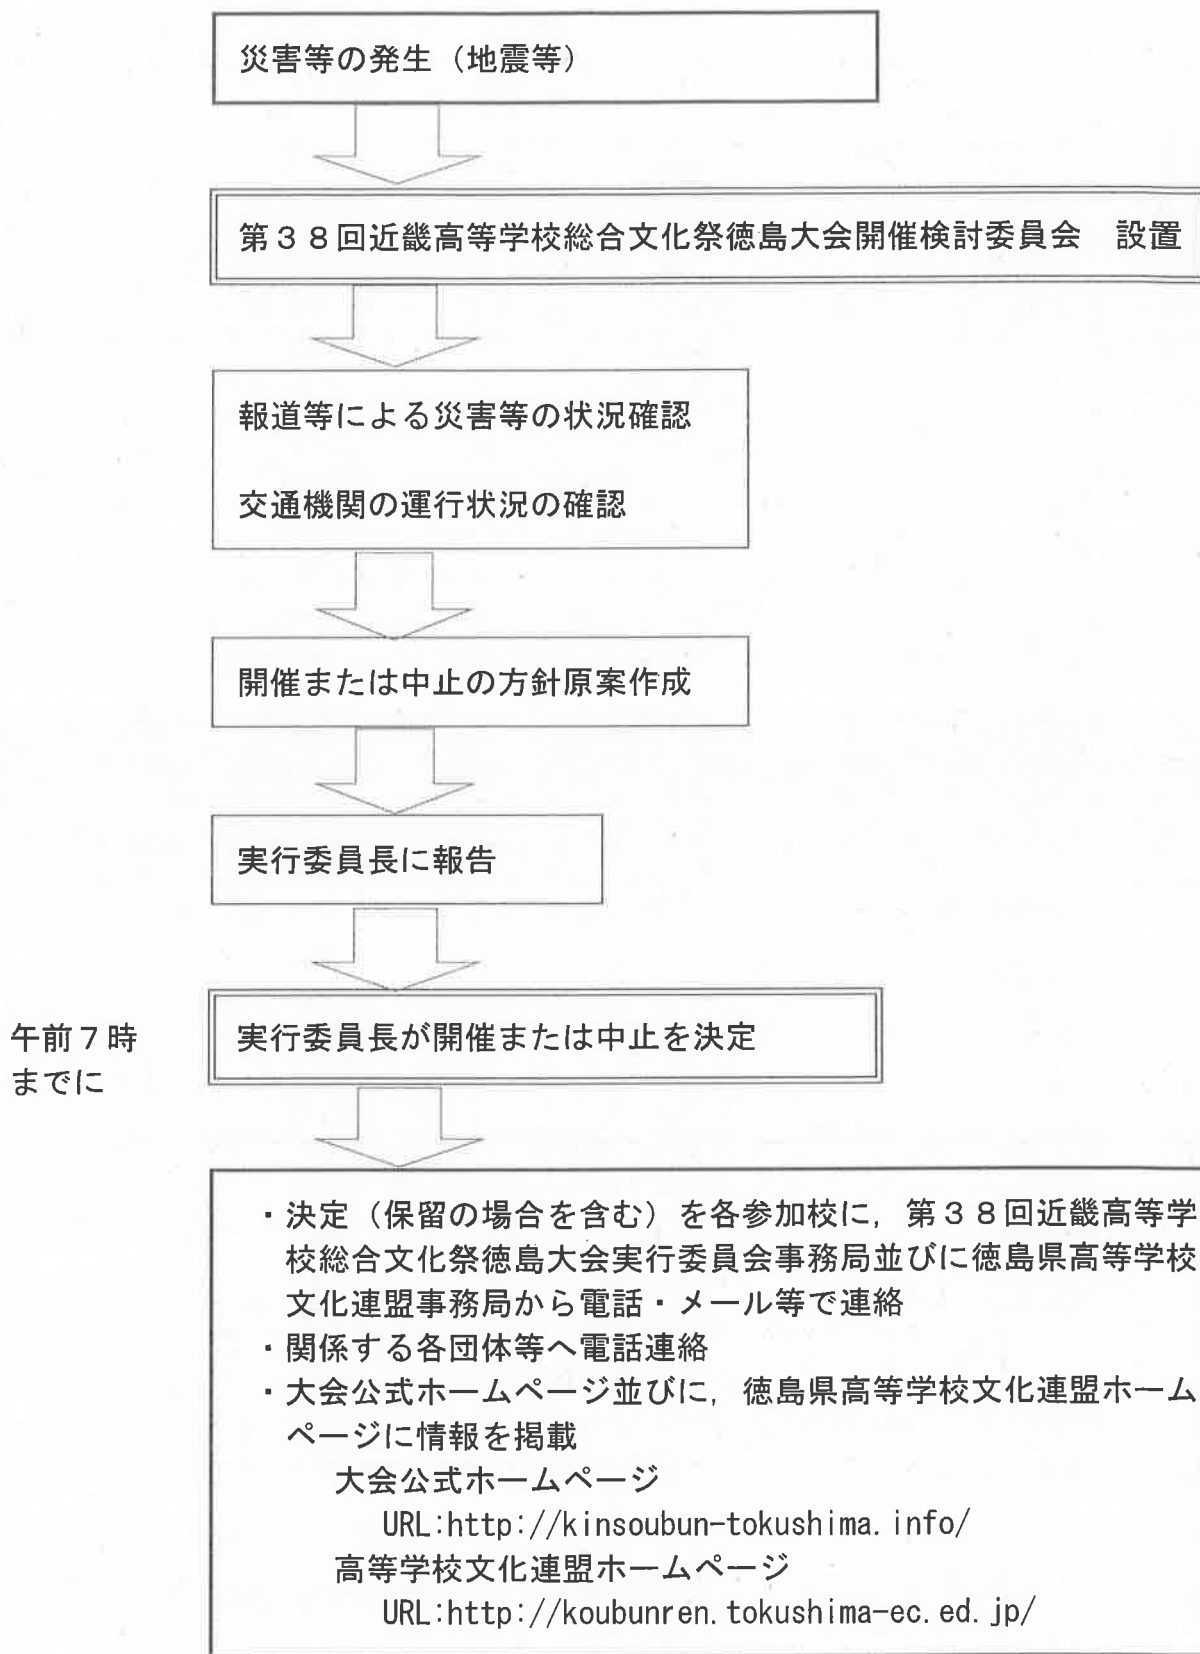 災害等の発生（地震等）
第３８回近畿高等学校総合文化祭徳島大会開催検討委員会　設置
報道等による災害等の状況確認
交通機関の運行状況の確認
開催または中止の方針原案作成
実行委員長に報告
午前７時
までに
実行委員長が開催または中止を決定
・決定（保留の場合を含む）を各参加校に，第３８回近畿高等学
校総合文化祭徳島大会実行委員会事務局並びに徳島県高等学校
文化連盟事務局から電話・メール等で連絡
・関係する各団体等へ電話連絡
・大会公式ホームページ並びに，徳島県高等学校文化連盟ホーム
ページに情報を掲載
大会公式ホームページ
URL:http://kinsoubun-tokushima.info/
高等学校文化連盟ホームページ
URL:http://koubunren.tokushima-ec.ed.jp/